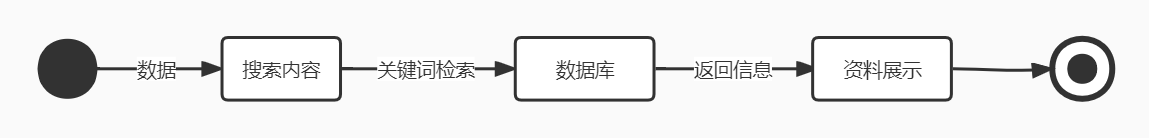 数据
搜索内容
关键词检索
数据库
返回信息
资料展示